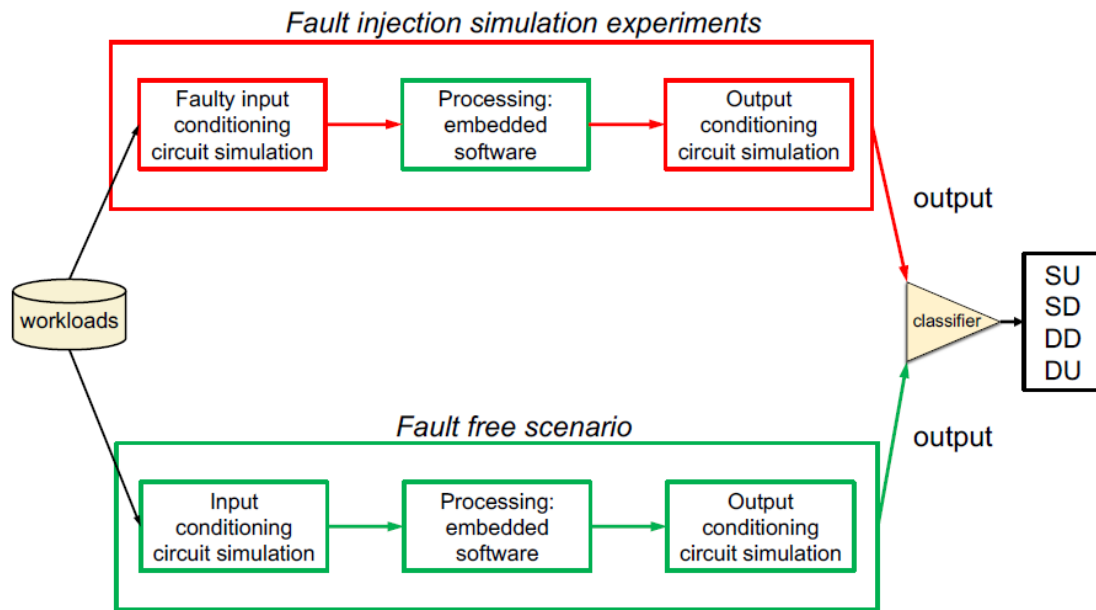 Fault injection simulation experiments
Faulty input
conditioning
circuit simulation
Processing:
embedded
software
Output
conditioning
circuit simulation
output
workloads
classifier
SU
SD
DD
DU
Fault free scenario
output
Input
conditioning
circuit simulation
Processing:
embedded
software
Output
conditioning
circuit simulation